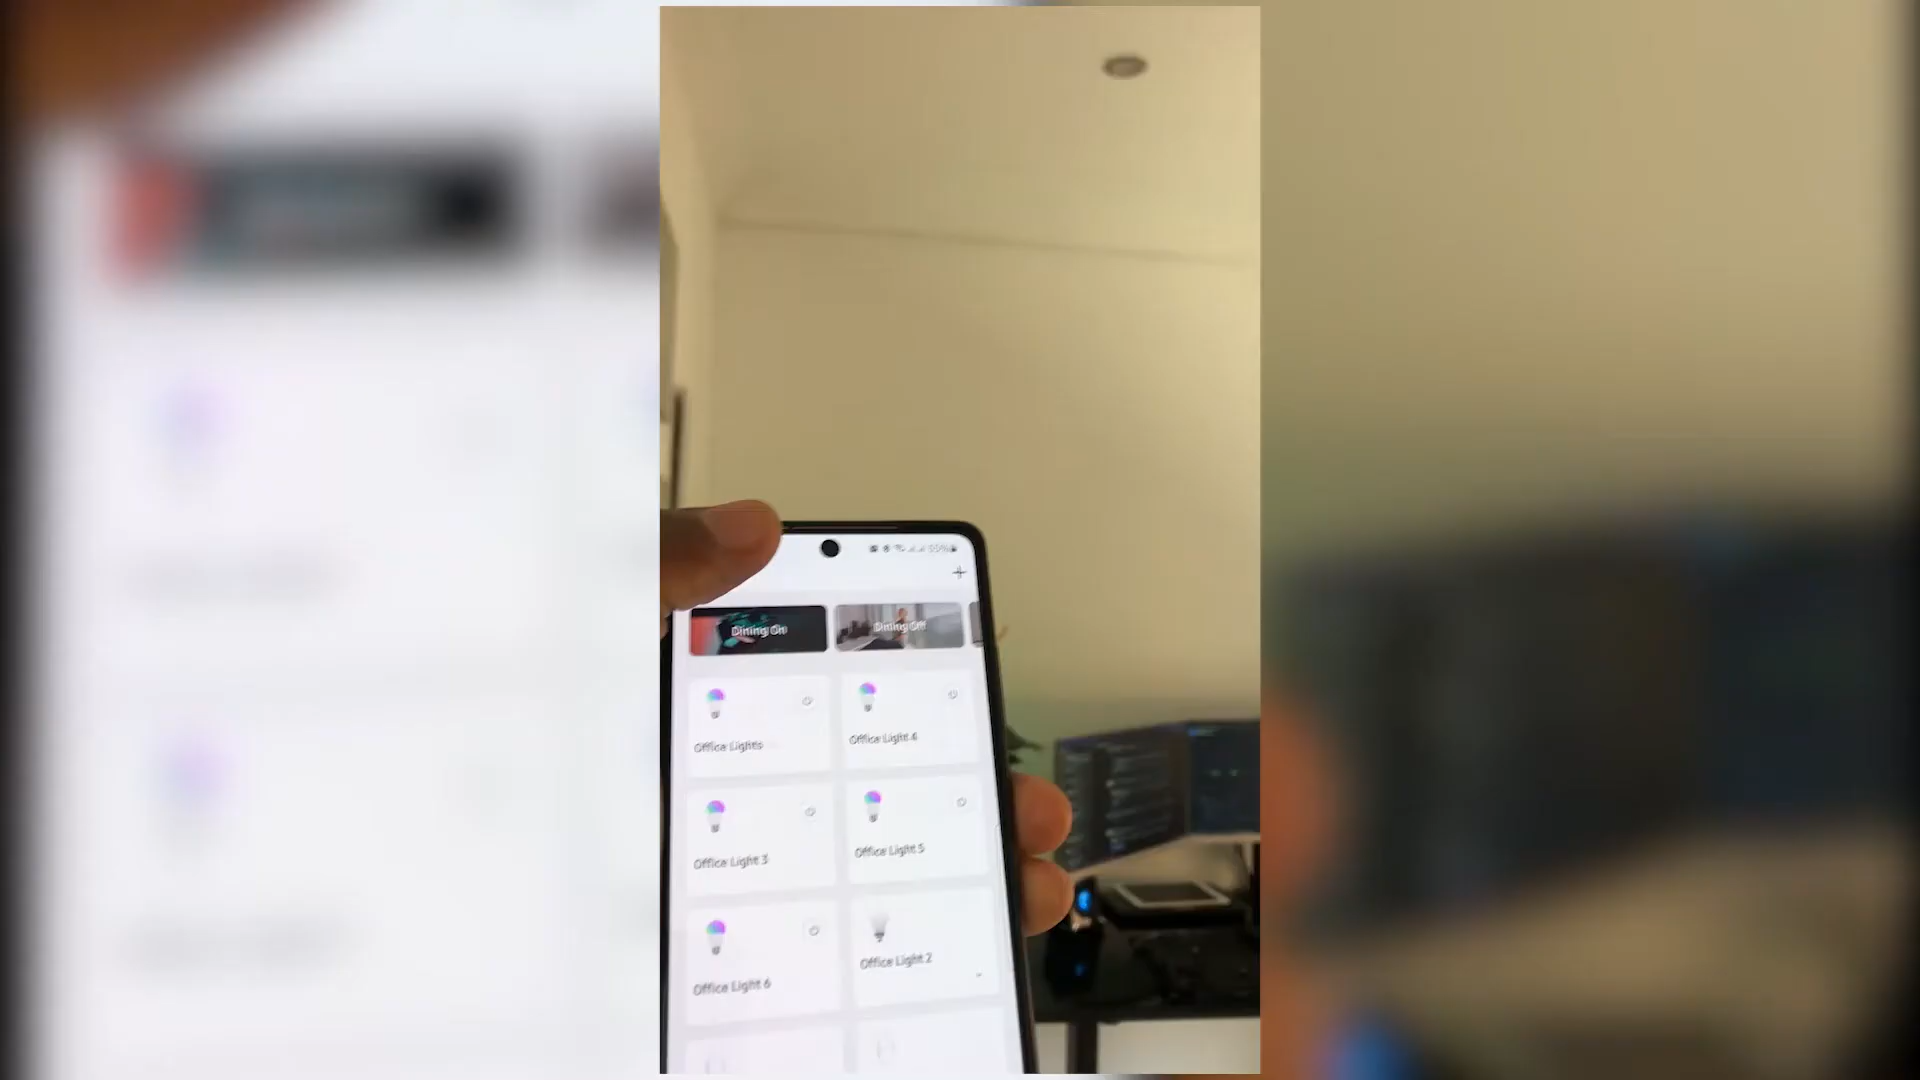 Dining On
Dining Off
Office Lights
Office Light 4
Office Light 3
Office Light 5
Office Light 6
Office Light 2